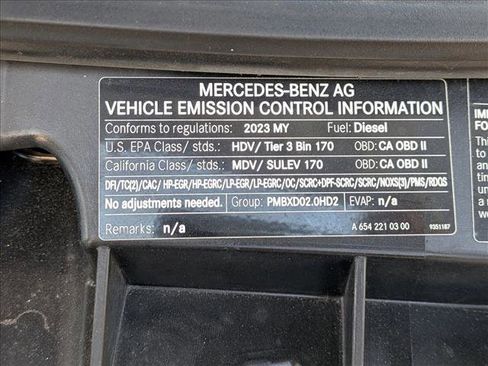 MERCEDES-BENZ AG
VEHICLE EMISSION CONTROL INFORMATION
Conforms to regulations: 2023 MY Fuel: Diesel
U.S. EPA Class/ stds.: HDV/ Tier 3 Bin 170 OBD: CA OBD II
California Class/ stds.: MDV/ SULEV 170 OBD: CA OBD II
DFI/TC(2)/CAC/ HP-EGR/HP-EGRC/LP-EGR/LP-EGRC/OC/SCRC+DPF-SCRC/SCRC/NOXS(3)/PMS/RDQS
No adjustments needed. Group: PMBXD02.0HD2 EVAP: n/a
Remarks: n/a A 654 221 03 00 9351187